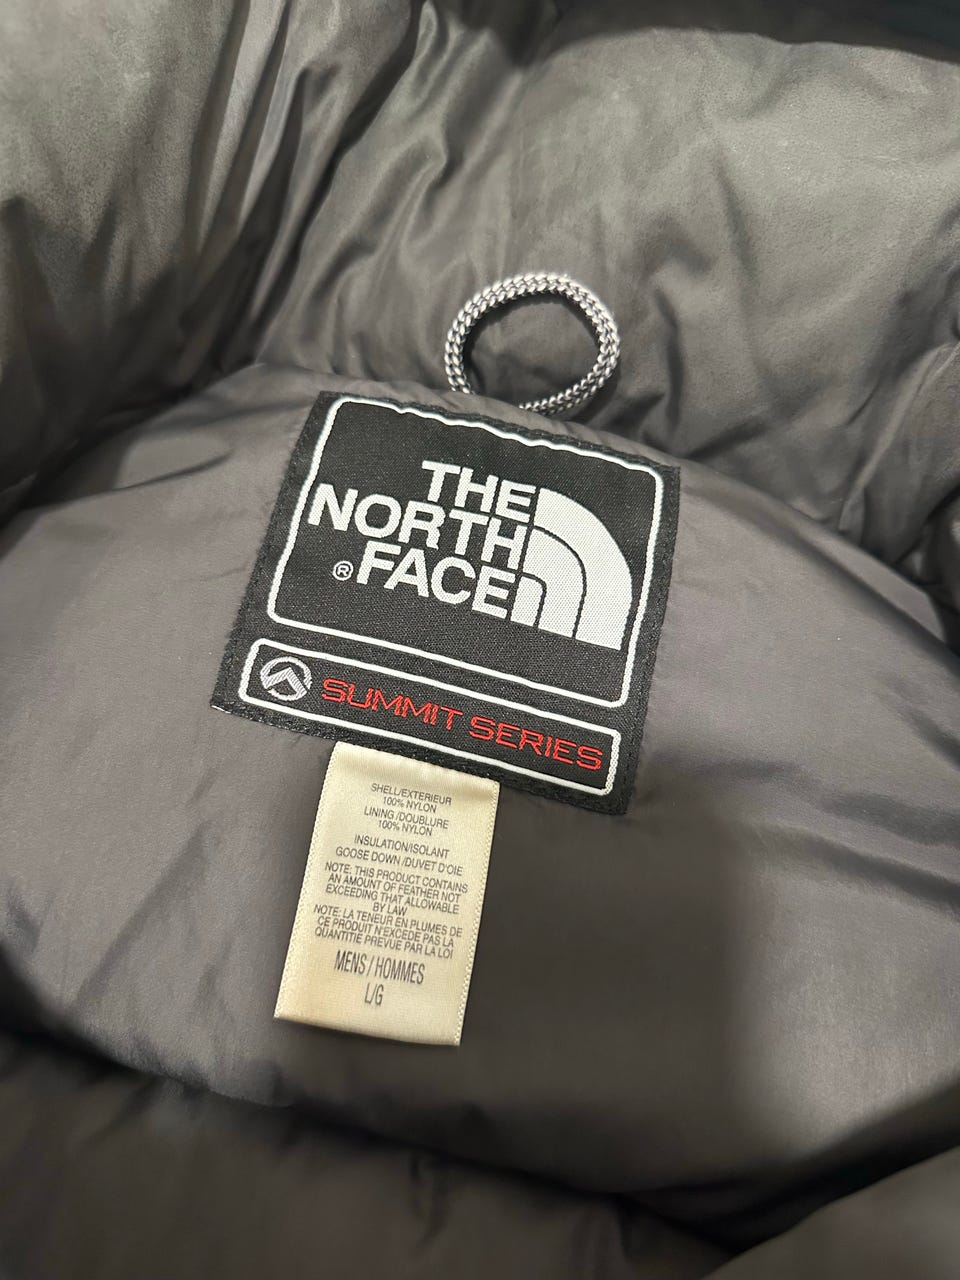 THE
NORTH
® FACE
SUMMIT SERIES
SHELL/EXTERIEUR
100% NYLON
LINING/DOUBLURE
100% NYLON
INSULATION/ISOLANT
GOOSE DOWN/DUVET D'OIE
NOTE: THIS PRODUCT CONTAINS
AN AMOUNT OF FEATHER NOT
EXCEEDING THAT ALLOWABLE
BY LAW
NOTE: LA TENEUR EN PLUMES DE
CE PRODUIT N'EXCEDE PAS LA
QUANTITIE PREVUE PAR LA LOI
MENS / HOMMES
L/G